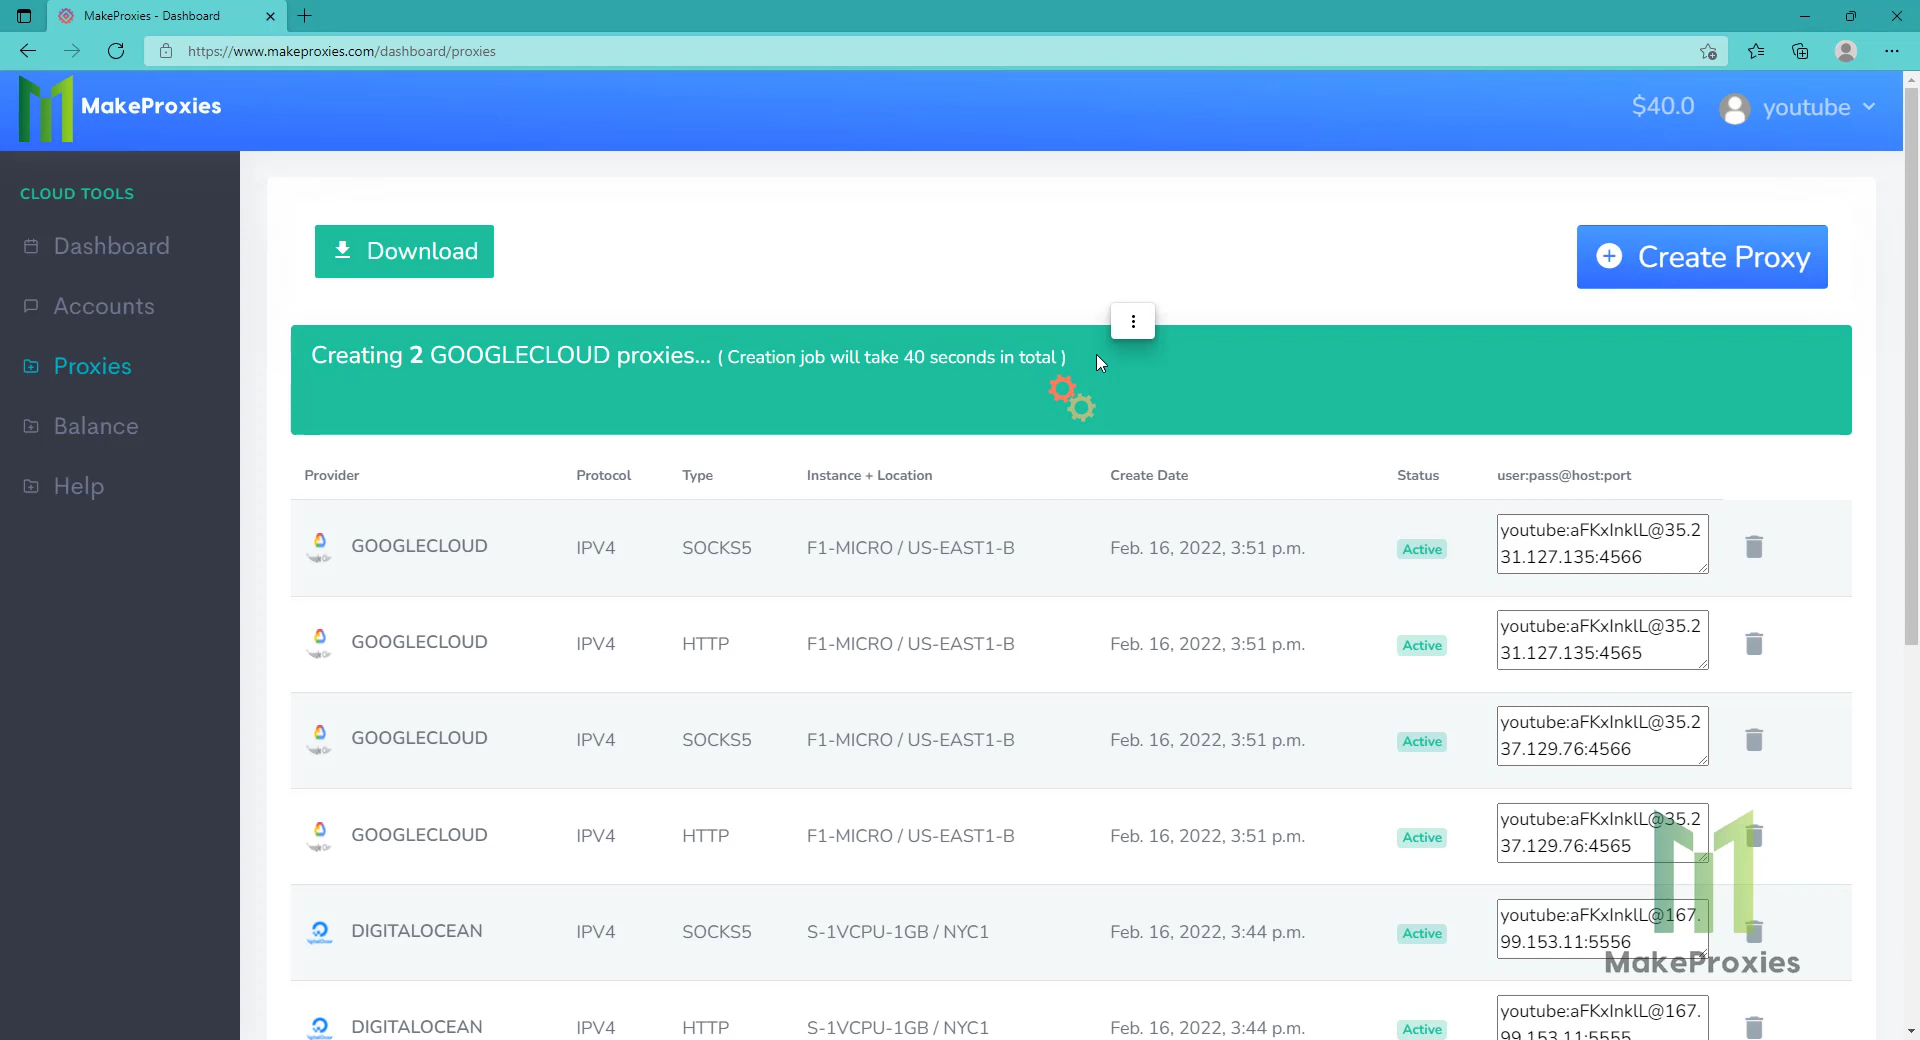 MakeProxies - Dashboard
https://www.makeproxies.com/dashboard/proxies
MakeProxies
$40.0
youtube
CLOUD TOOLS
Dashboard
Accounts
Proxies
Balance
Help
Download
Create Proxy
Creating 2 GOOGLECLOUD proxies... ( Creation job will take 40 seconds in total )
Provider Protocol Type Instance + Location Create Date Status user:pass@host:port
GOOGLECLOUD IPV4 SOCKS5 F1-MICRO / US-EAST1-B Feb. 16, 2022, 3:51 p.m. Active youtube:aFKxInklL@35.2
31.127.135:4566
GOOGLECLOUD IPV4 HTTP F1-MICRO / US-EAST1-B Feb. 16, 2022, 3:51 p.m. Active youtube:aFKxInklL@35.2
31.127.135:4565
GOOGLECLOUD IPV4 SOCKS5 F1-MICRO / US-EAST1-B Feb. 16, 2022, 3:51 p.m. Active youtube:aFKxInklL@35.2
37.129.76:4566
GOOGLECLOUD IPV4 HTTP F1-MICRO / US-EAST1-B Feb. 16, 2022, 3:51 p.m. Active youtube:aFKxInklL@35.2
37.129.76:4565
DIGITALOCEAN IPV4 SOCKS5 S-1VCPU-1GB / NYC1 Feb. 16, 2022, 3:44 p.m. Active youtube:aFKxInklL@167.
99.153.11:5556
MakeProxies
DIGITALOCEAN IPV4 HTTP S-1VCPU-1GB / NYC1 Feb. 16, 2022, 3:44 p.m. Active youtube:aFKxInklL@167.
99.153.11:5555